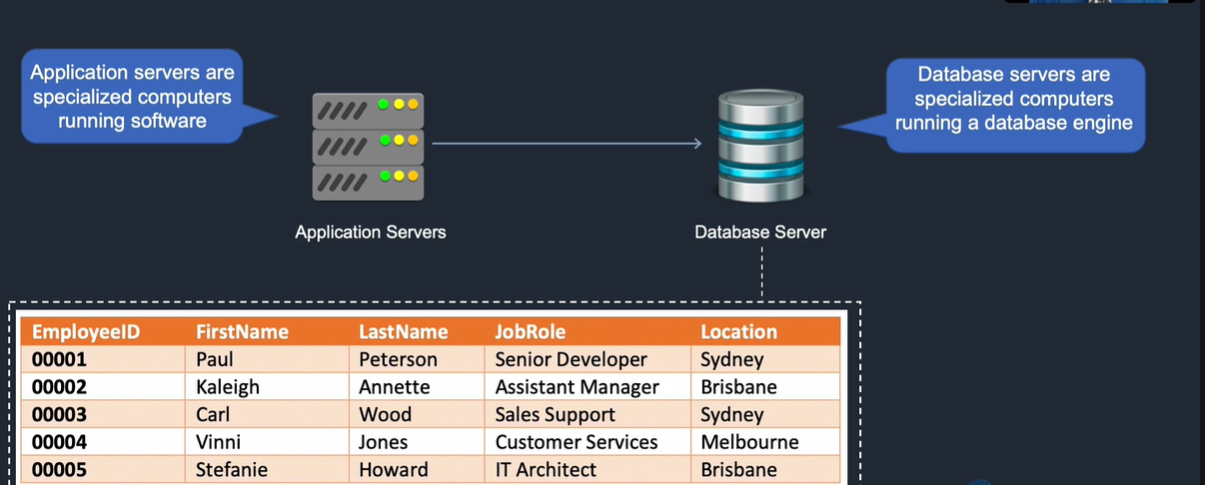 Application servers are
specialized computers
running software
Database servers are
specialized computers
running a database engine
Application Servers
Database Server
EmployeeID FirstName LastName JobRole Location
00001 Paul Peterson Senior Developer Sydney
00002 Kaleigh Annette Assistant Manager Brisbane
00003 Carl Wood Sales Support Sydney
00004 Vinni Jones Customer Services Melbourne
00005 Stefanie Howard IT Architect Brisbane